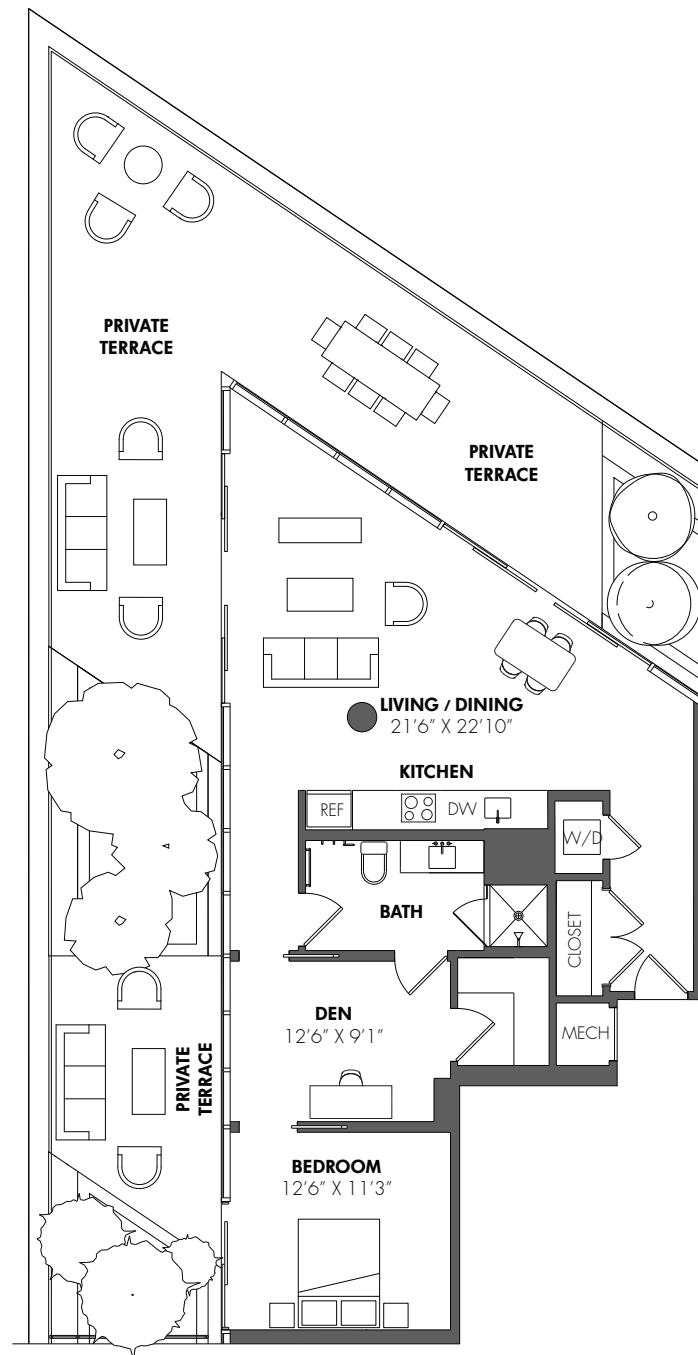 PRIVATE
TERRACE
PRIVATE
TERRACE
LIVING / DINING
21’6” X 22’10”
KITCHEN
REF
DW
W/D
BATH
CLOSET
DEN
12’6” X 9’1”
MECH
PRIVATE
TERRACE
BEDROOM
12’6” X 11’3”